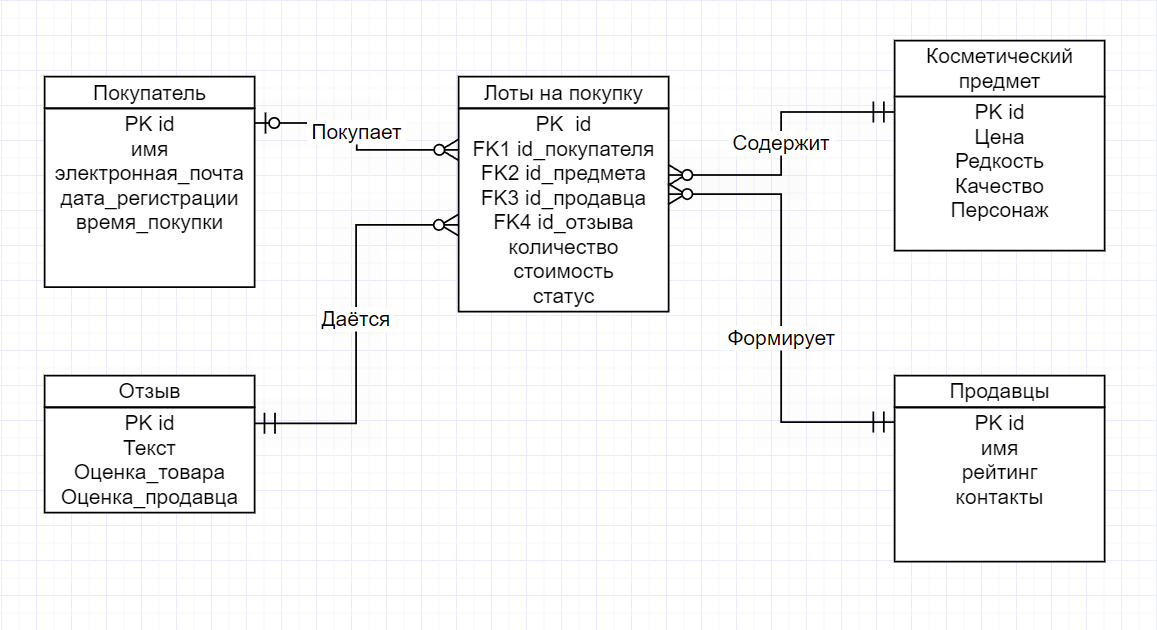 Покупатель
PK id
имя
электронная_почта
дата_регистрации
время_покупки
Покупает
Лоты на покупку
PK id
FK1 id_покупателя
FK2 id_предмета
FK3 id_продавца
FK4 id_отзыва
количество
стоимость
статус
Содержит
Косметический
предмет
PK id
Цена
Редкость
Качество
Персонаж
Даётся
Формирует
Отзыв
PK id
Текст
Оценка_товара
Оценка_продавца
Продавцы
PK id
имя
рейтинг
контакты